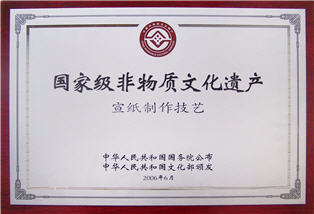 国家级非物质文化遗产
宣纸制作技艺
中华人民共和国国务院公布
中华人民共和国文化部颁发
2006年6月